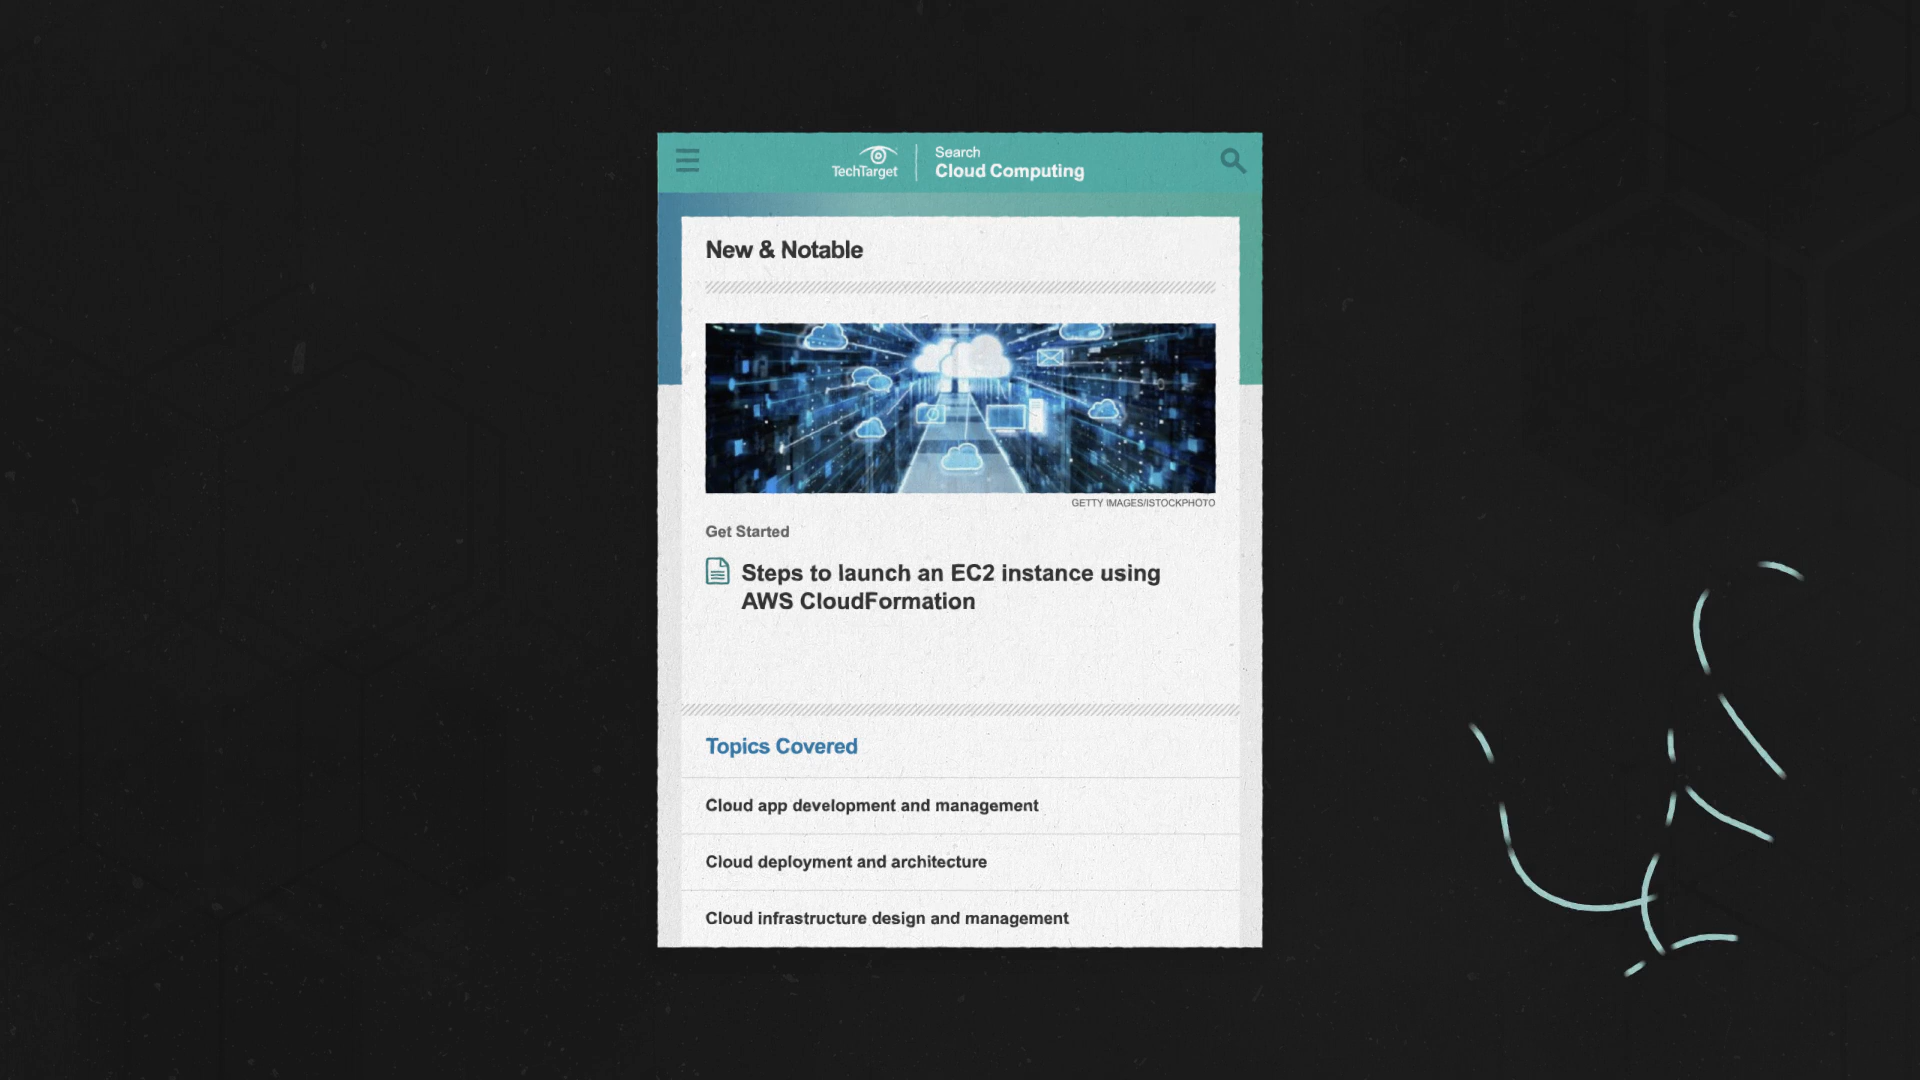 TechTarget
Search
Cloud Computing
New & Notable
GETTY IMAGES/ISTOCKPHOTO
Get Started
Steps to launch an EC2 instance using
AWS CloudFormation
Topics Covered
Cloud app development and management
Cloud deployment and architecture
Cloud infrastructure design and management